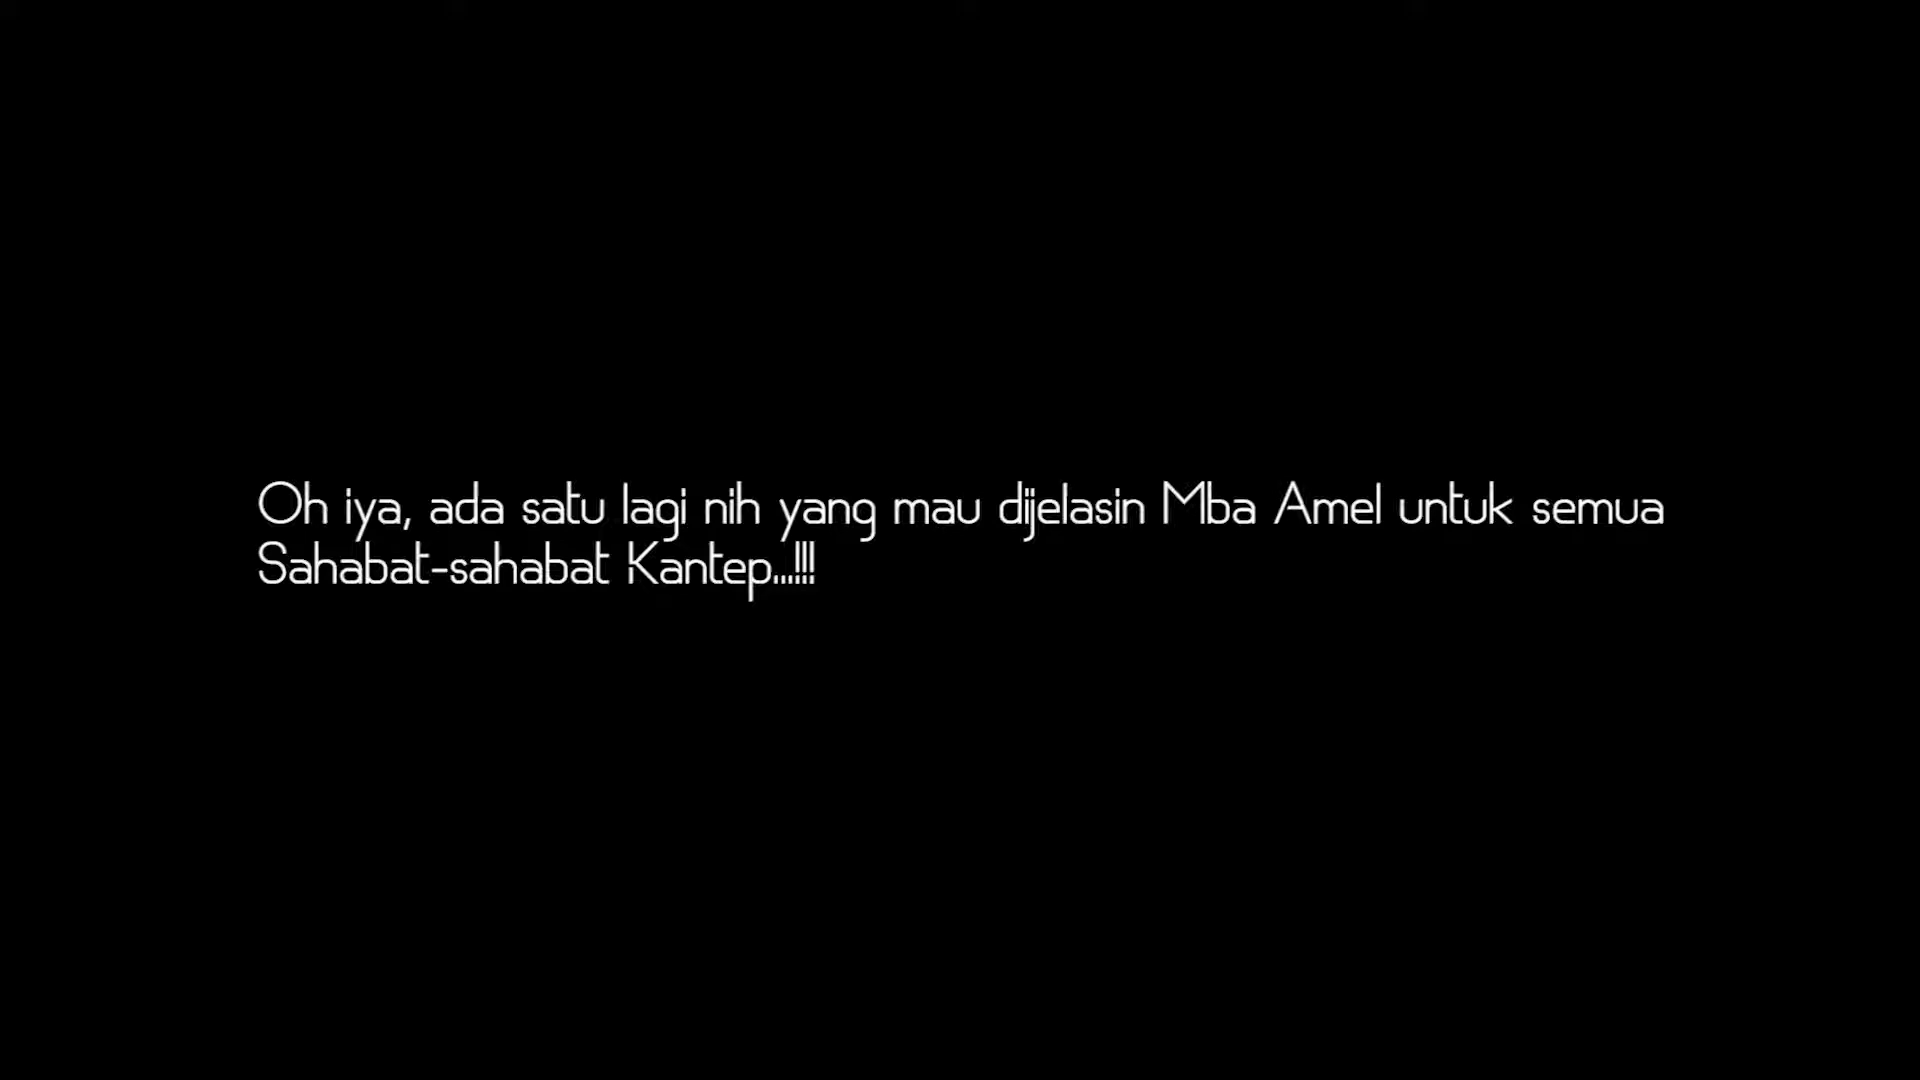 Oh iya, ada satu lagi nih yang mau dijelasin Mba Amel untuk semua
Sahabat-sahabat Kantep...!!!